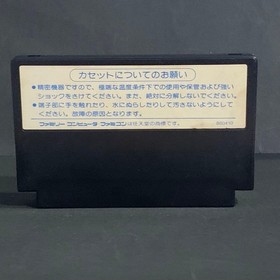 カセットについてのお願い
●精密機器ですので、極端な温度条件下での使用や保管および強い
ショックをさけてください。また、絶対に分解しないでください。
●端子部に手を触れたり、水にぬらしたりして汚さないようにして
ください。故障の原因となります。
ファミリーコンピュータ ファミコンは任天堂の商標です。